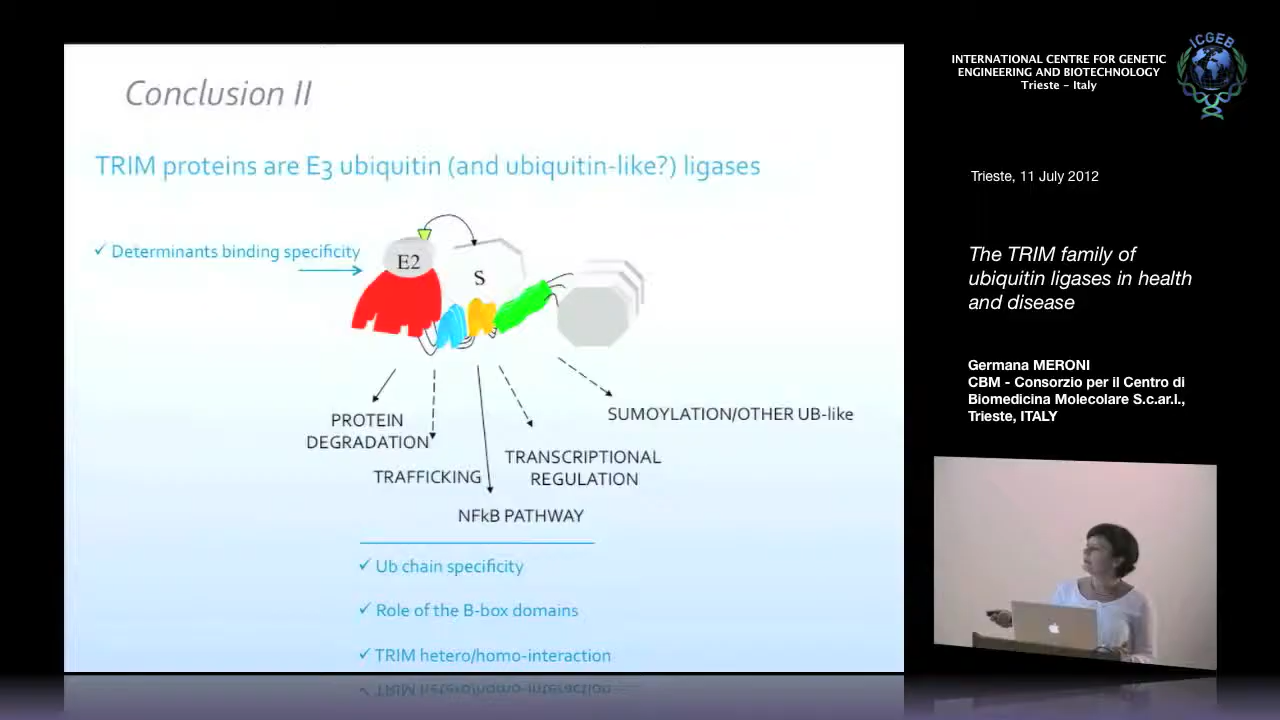 Conclusion II
TRIM proteins are E3 ubiquitin (and ubiquitin-like?) ligases
✓ Determinants binding specificity
E2
S
PROTEIN
DEGRADATION
TRAFFICKING
NFkB PATHWAY
TRANSCRIPTIONAL
REGULATION
SUMOYLATION/OTHER UB-like
✓ Ub chain specificity
✓ Role of the B-box domains
✓ TRIM hetero/homo-interaction
INTERNATIONAL CENTRE FOR GENETIC
ENGINEERING AND BIOTECHNOLOGY
Trieste - Italy
ICGEB
Trieste, 11 July 2012
The TRIM family of
ubiquitin ligases in health
and disease
Germana MERONI
CBM - Consorzio per il Centro di
Biomedicina Molecolare S.c.ar.l.,
Trieste, ITALY